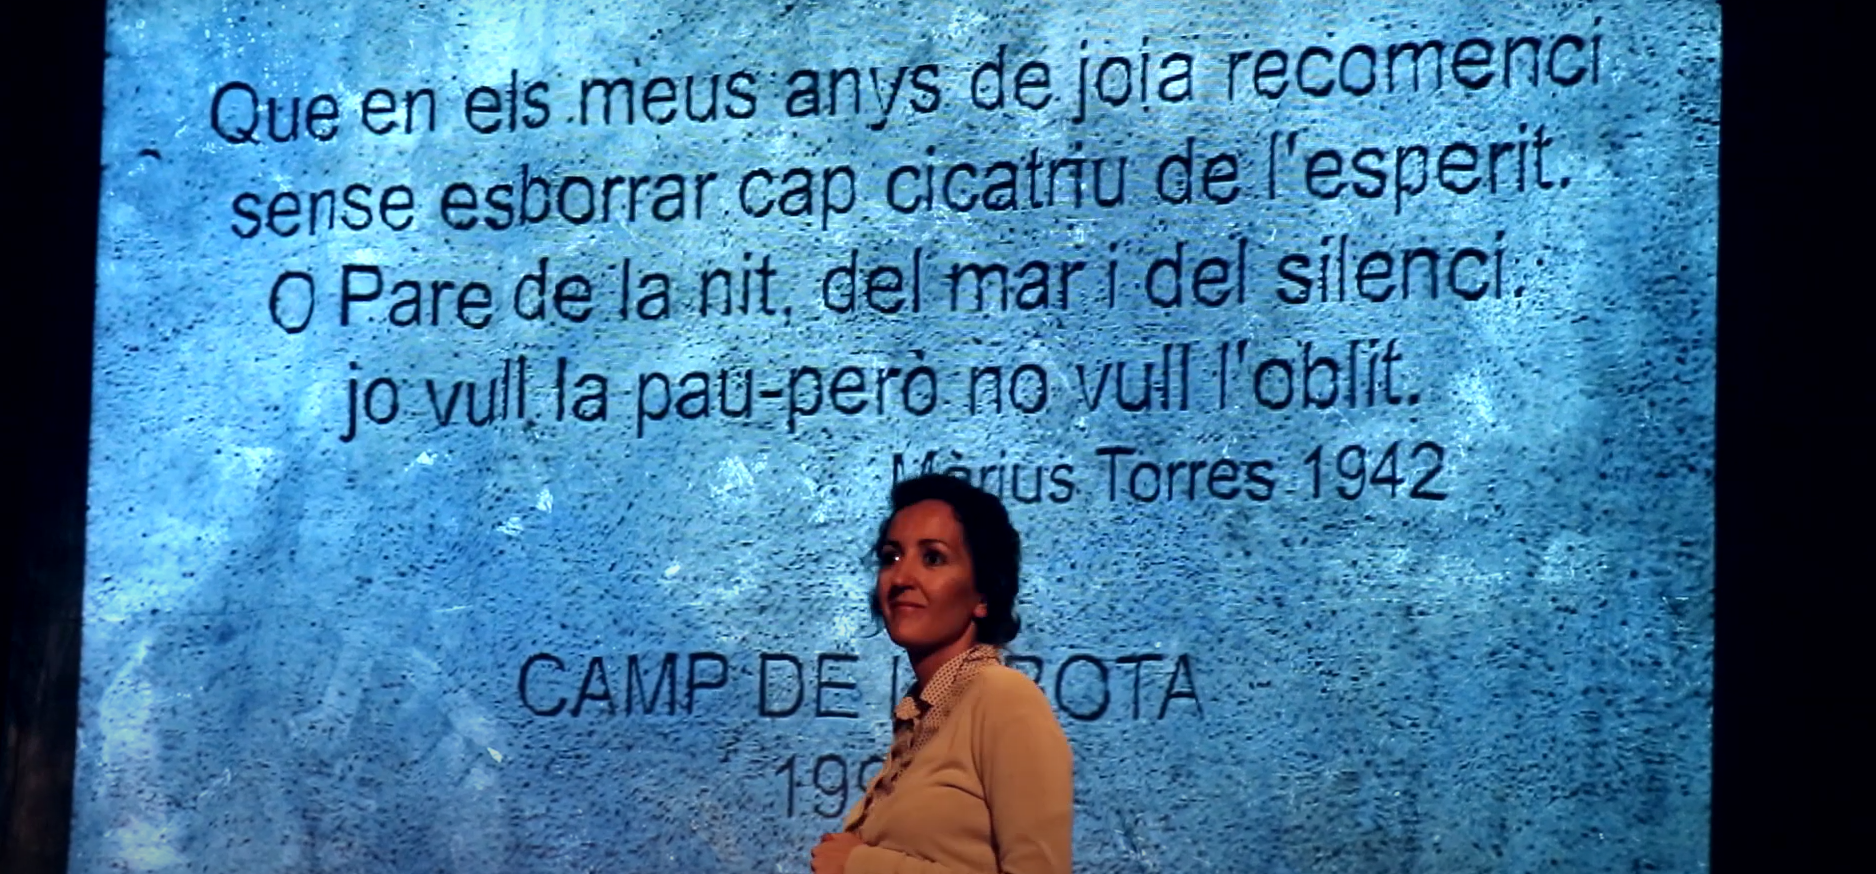 Que en els meus anys de joia recomenci
sense esborrar cap cicatriu de l'esperit.
O Pare de la nit, del mar i del silenci.
jo vull la pau-però no vull l'oblit.
Màrius Torres 1942
CAMP DE